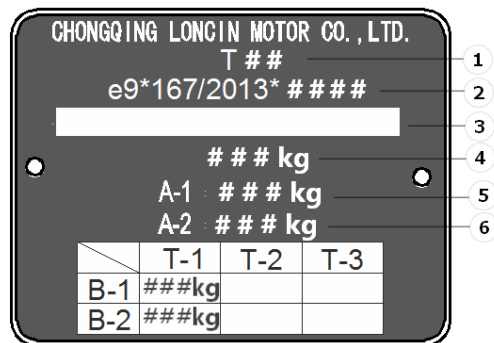 CHONGQING LONCIN MOTOR CO.,LTD.
T ## 1
e9*167/2013*#### 2
3
###kg 4
A-1 : ###kg 5
A-2 : ###kg 6
T-1 T-2 T-3
B-1 ###kg
B-2 ###kg